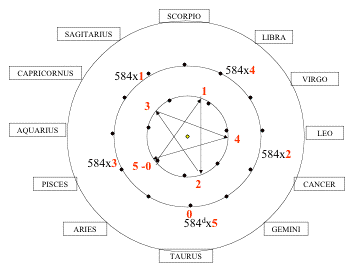 SCORPIO
SAGITARIUS
LIBRA
CAPRICORNUS
584x1
584x4
VIRGO
3
1
AQUARIUS
4
LEO
584x3
5 -0
584x2
PISCES
2
CANCER
0
ARIES
584ᵈx5
GEMINI
TAURUS